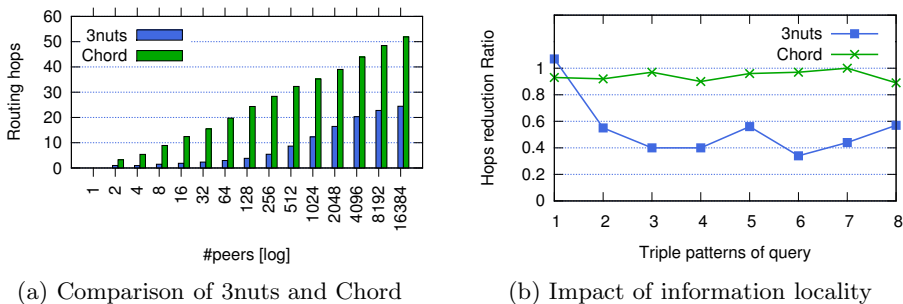 60
50
40
30
20
10
0
Routing hops
3nuts
Chord
1
2
4
8
16
32
64
128
256
512
1024
2048
4096
8192
16384
#peers [log]
(a) Comparison of 3nuts and Chord
1
0.8
0.6
0.4
0.2
0
Hops reduction Ratio
3nuts
Chord
1 2 3 4 5 6 7 8
Triple patterns of query
(b) Impact of information locality